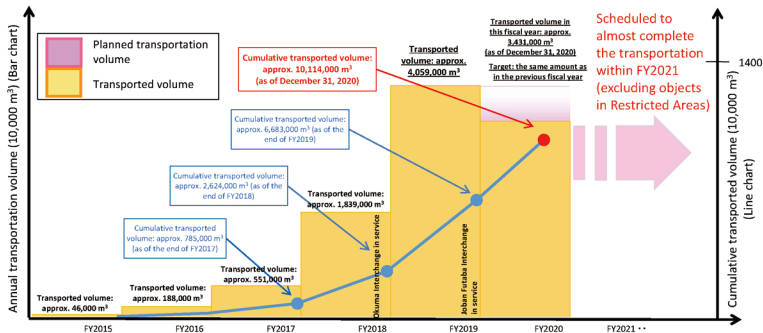 Annual transportation volume (10,000 m³) (Bar chart)
Planned transportation
volume
Transported volume
Cumulative transported volume:
approx. 10,114,000 m³
(as of December 31, 2020)
Transported
volume: approx.
4,059,000 m³
Transported volume in
this fiscal year: approx.
3,431,000 m³
(as of December 31, 2020)
Target: the same amount as
in the previous fiscal year
Scheduled to
almost complete
the transportation
within FY2021
(excluding objects
in Restricted Areas)
1400
Cumulative transported volume (10,000 m³)
(Line chart)
Cumulative transported volume:
approx. 6,683,000 m³ (as of the
end of FY2019)
Cumulative transported volume:
approx. 2,624,000 m³ (as of the
end of FY2018)
Transported volume:
approx. 1,839,000 m³
Cumulative transported
volume: approx. 785,000 m³
(as of the end of FY2017)
Transported volume:
approx. 551,000 m³
Transported volume:
approx. 188,000 m³
Transported volume:
approx. 46,000 m³
Okuma Interchange in service
Joban Futaba Interchange
in service
FY2015
FY2016
FY2017
FY2018
FY2019
FY2020
FY2021 ・・